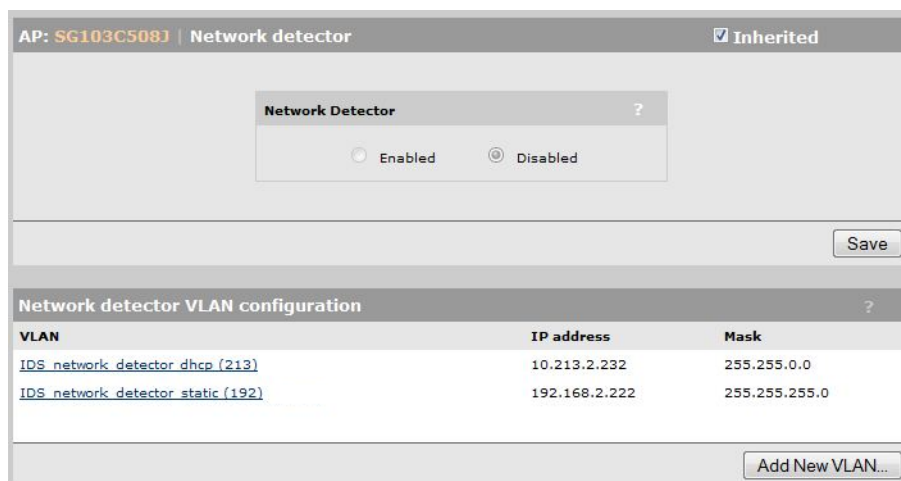 AP: SG103C508J | Network detector Inherited
Network Detector ?
Enabled Disabled
Save
Network detector VLAN configuration ?
VLAN IP address Mask
IDS network detector dhcp (213) 10.213.2.232 255.255.0.0
IDS network detector static (192) 192.168.2.222 255.255.255.0
Add New VLAN...